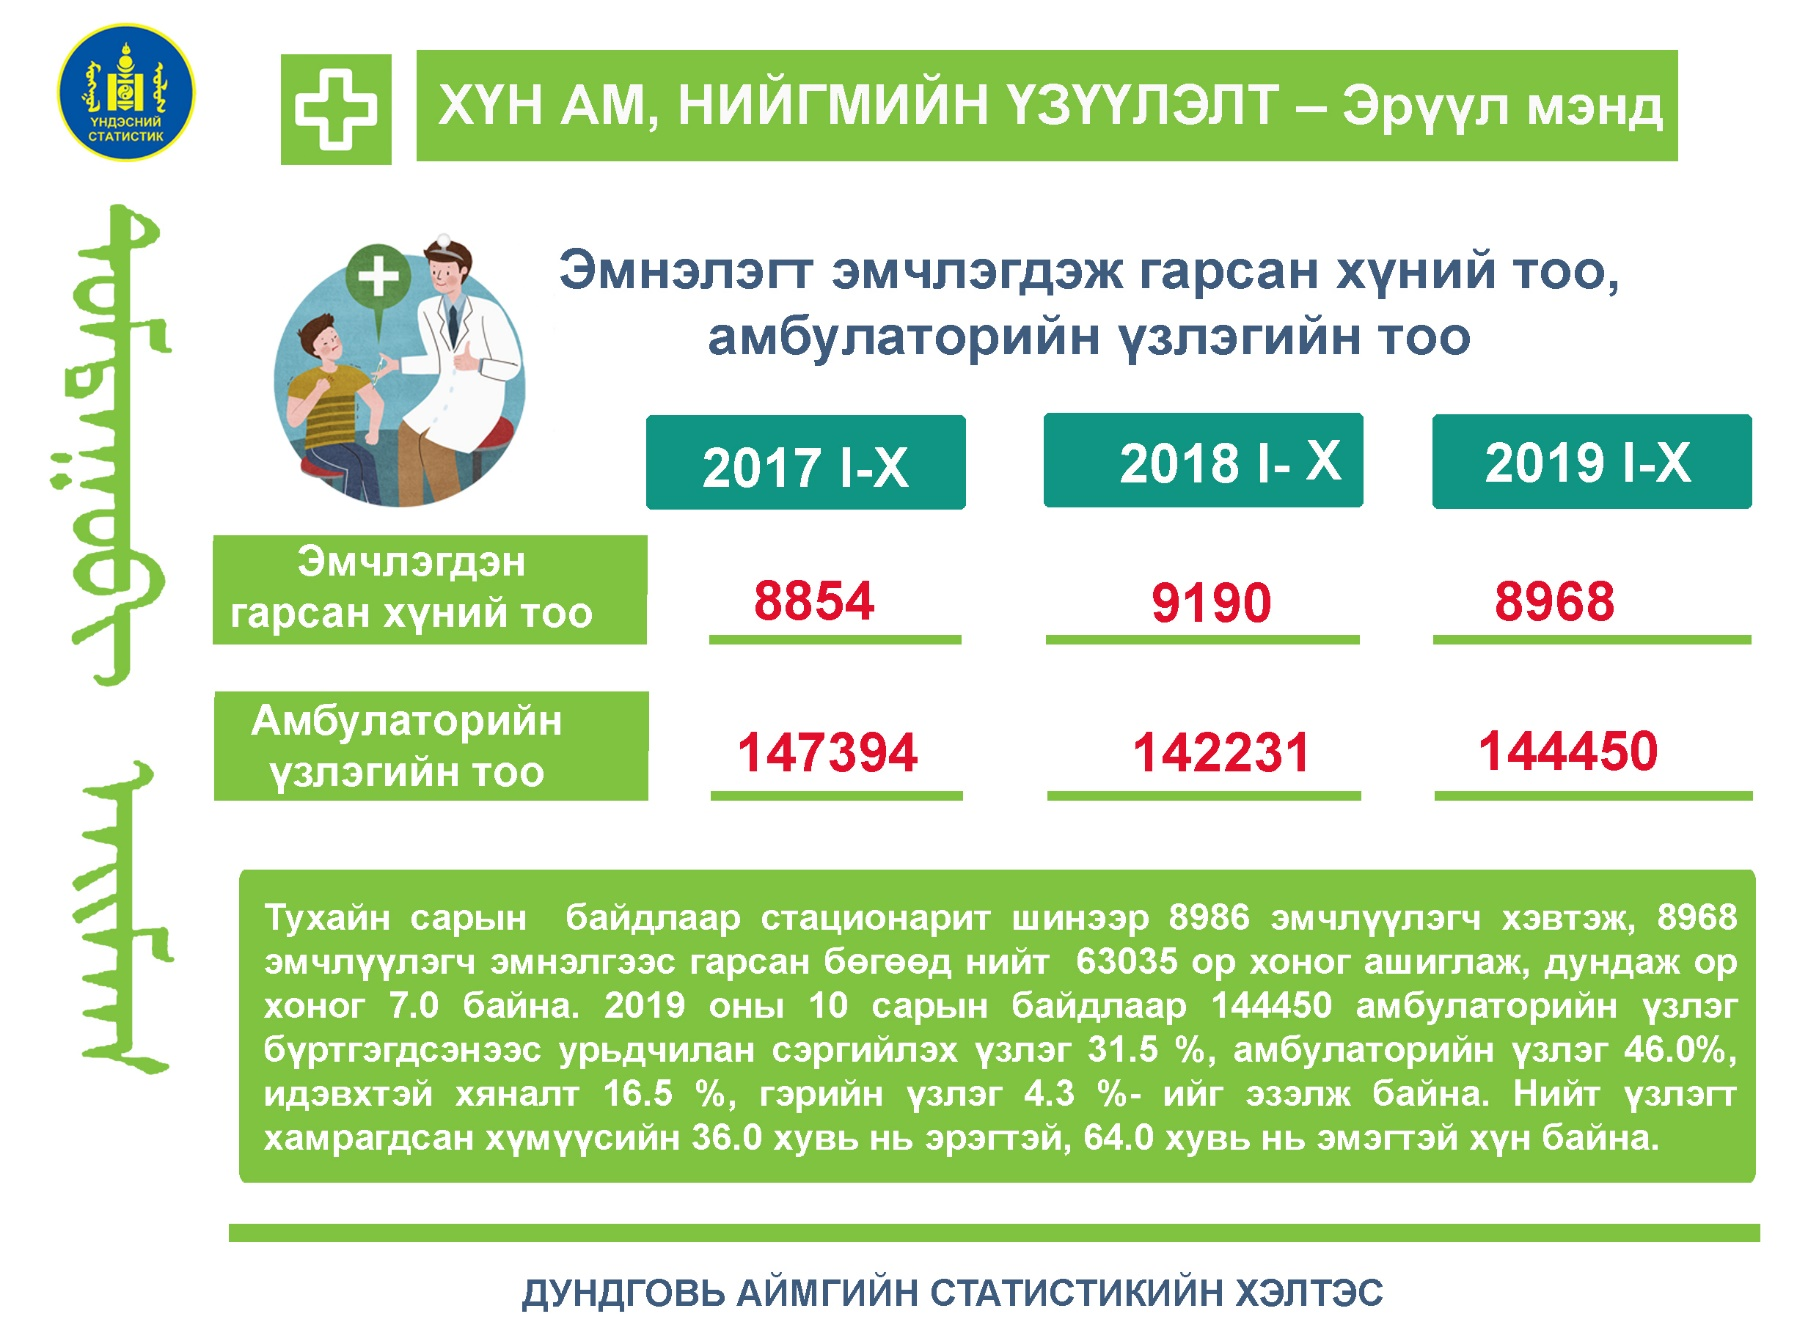 ҮНДЭСНИЙ
СТАТИСТИК
ХҮН АМ, НИЙГМИЙН ҮЗҮҮЛЭЛТ – Эрүүл мэнд
Эмнэлэгт эмчлэгдэж гарсан хүний тоо,
амбулаторийн үзлэгийн тоо
2017 I-X
2018 I- X
2019 I-X
Эмчлэгдэн
гарсан хүний тоо
8854
9190
8968
Амбулаторийн
үзлэгийн тоо
147394
142231
144450
Тухайн сарын байдлаар стационарит шинээр 8986 эмчлүүлэгч хэвтэж, 8968
эмчлүүлэгч эмнэлгээс гарсан бөгөөд нийт 63035 ор хоног ашиглаж, дундаж ор
хоног 7.0 байна. 2019 оны 10 сарын байдлаар 144450 амбулаторийн үзлэг
бүртгэгдсэнээс урьдчилан сэргийлэх үзлэг 31.5 %, амбулаторийн үзлэг 46.0%,
идэвхтэй хяналт 16.5 %, гэрийн үзлэг 4.3 %- ийг эзэлж байна. Нийт үзлэгт
хамрагдсан хүмүүсийн 36.0 хувь нь эрэгтэй, 64.0 хувь нь эмэгтэй хүн байна.
ДУНДГОВЬ АЙМГИЙН СТАТИСТИКИЙН ХЭЛТЭС